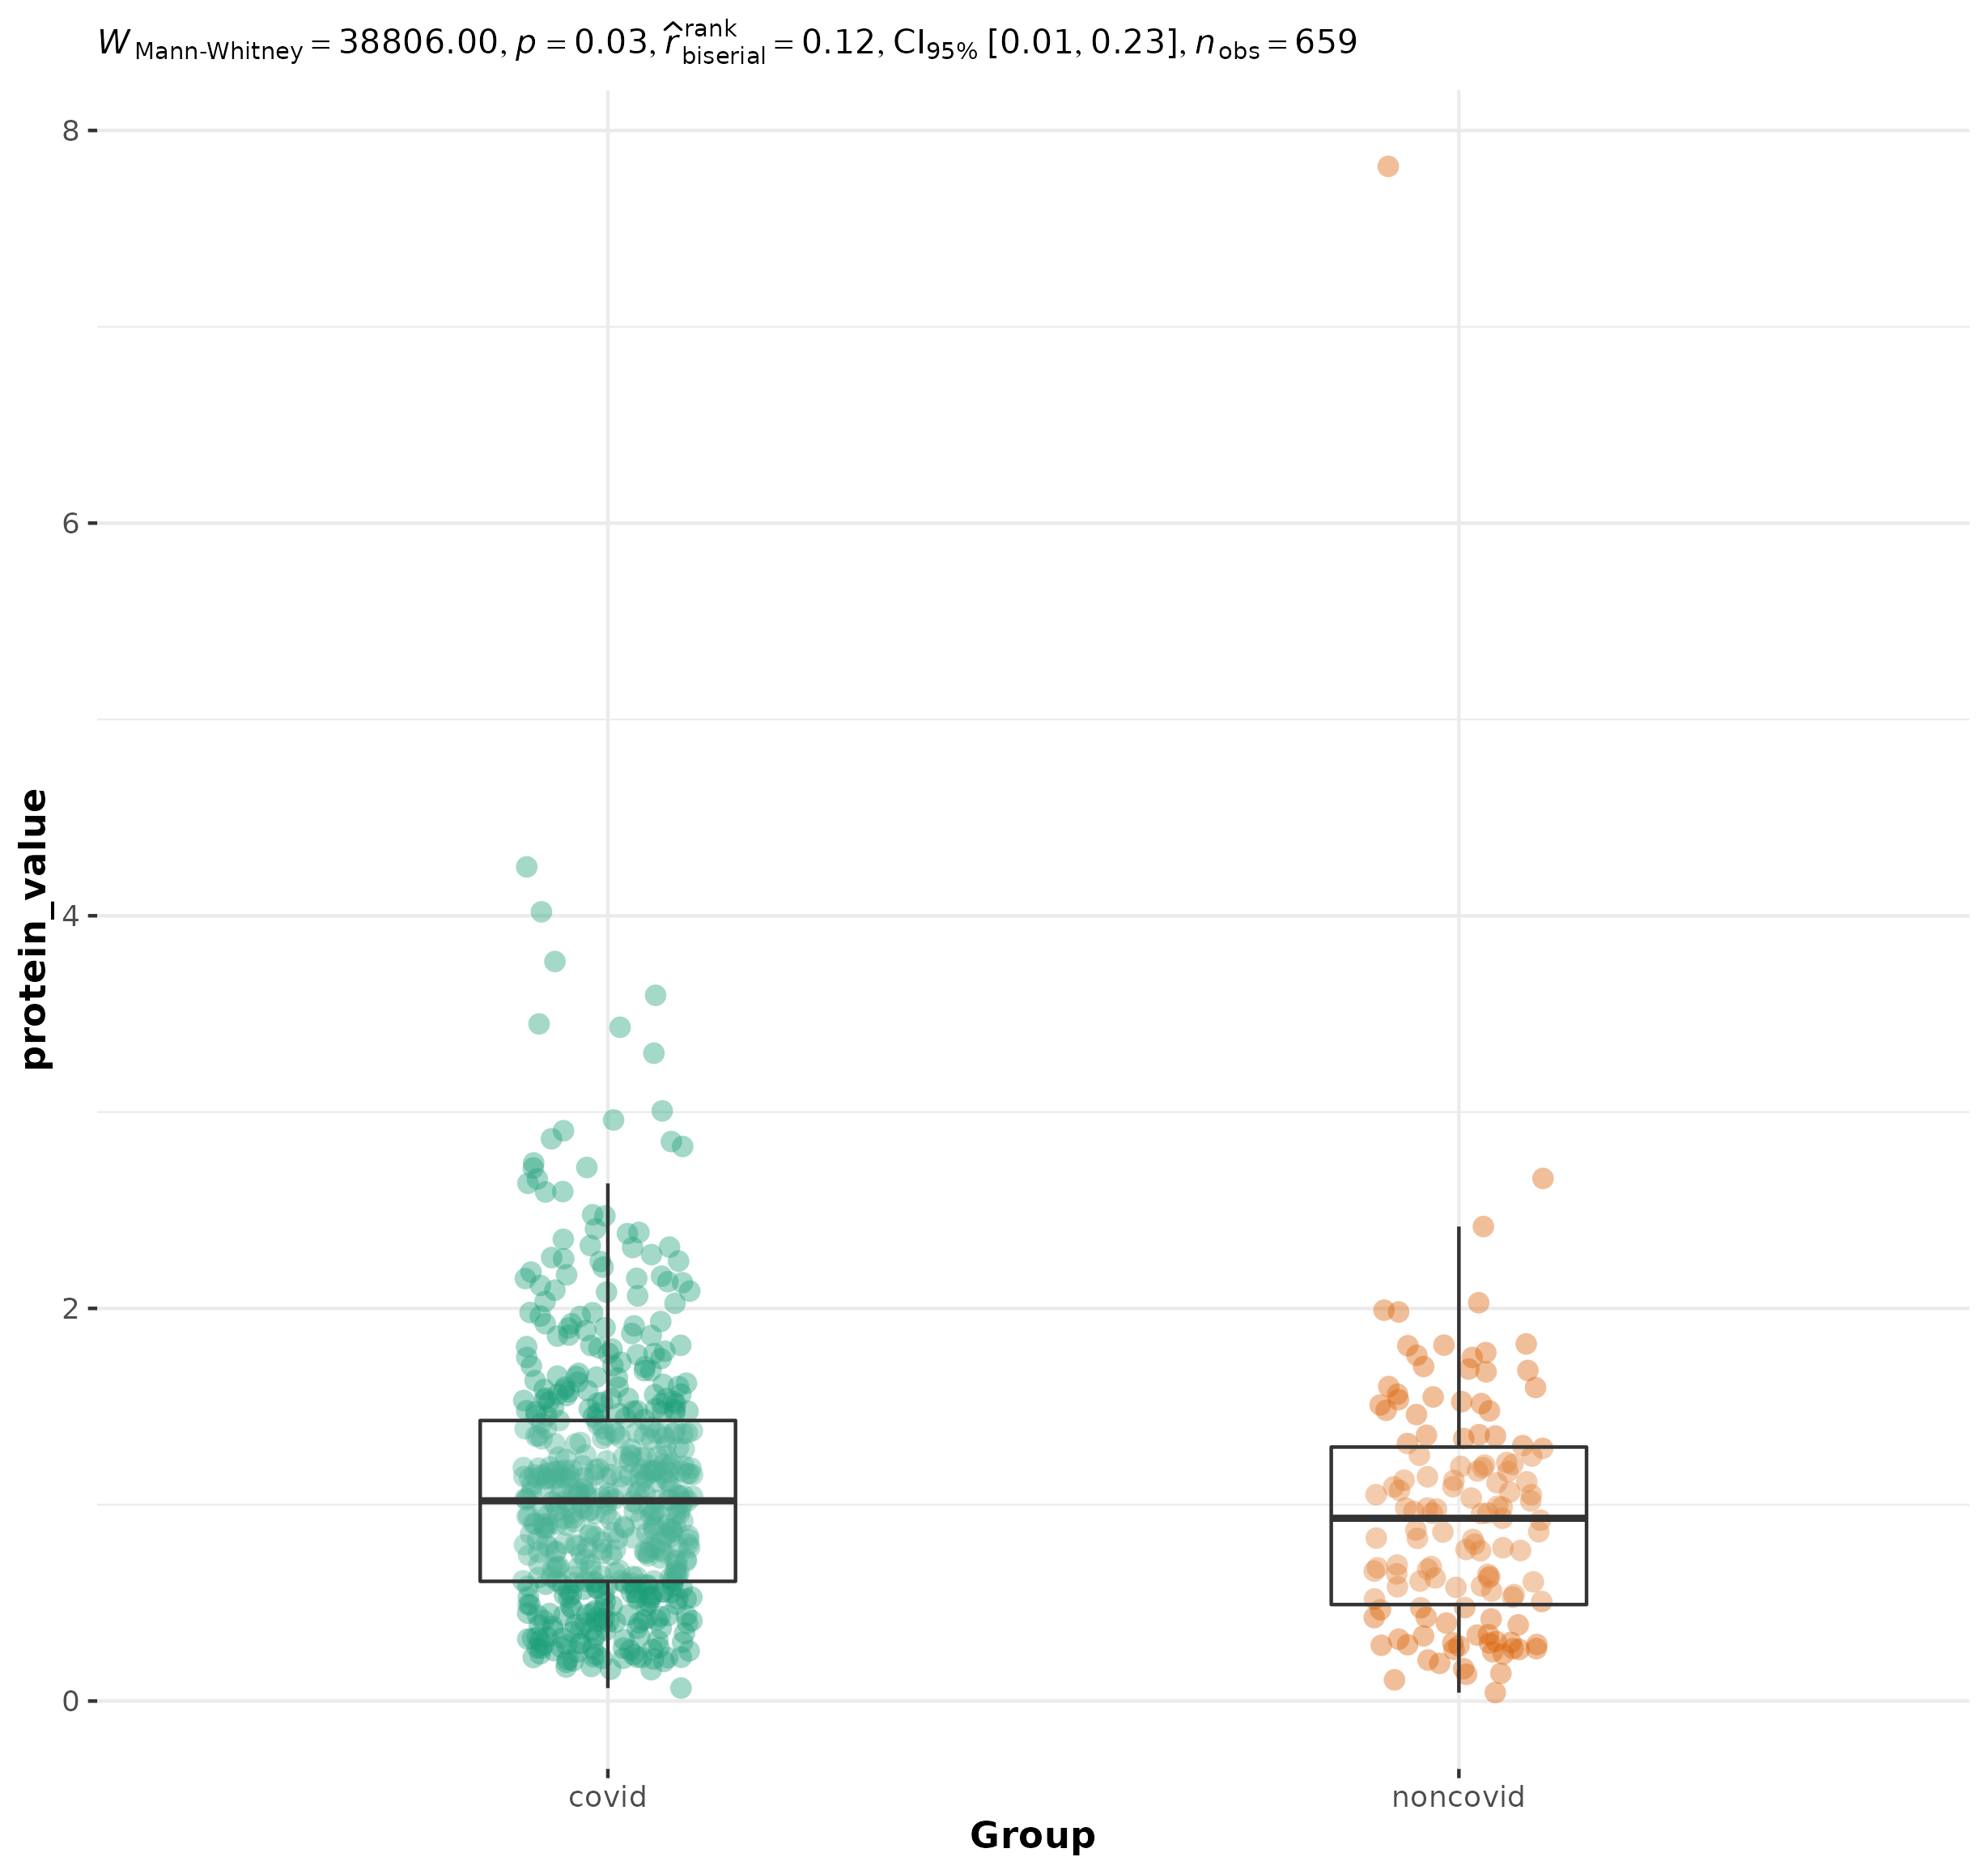 W Mann-Whitney = 38806.00, p = 0.03, r̂ rank biserial = 0.12, CI95% [0.01, 0.23], nobs = 659
8
6
4
2
0
protein_value
covid noncovid
Group